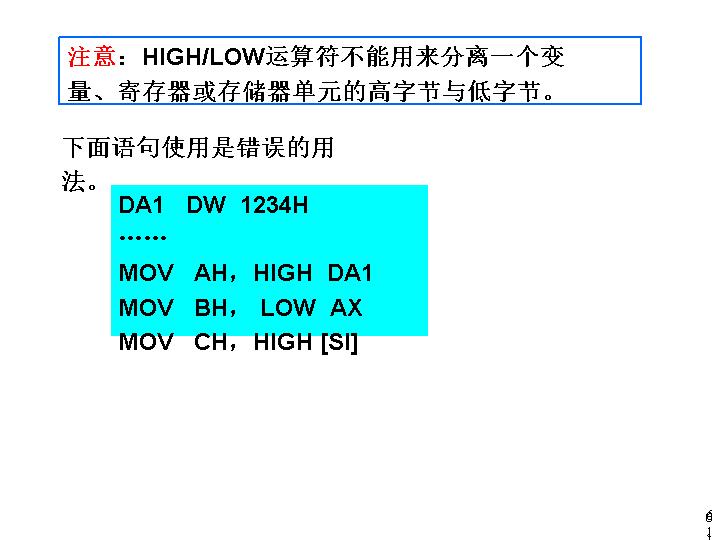 注意：HIGH/LOW运算符不能用来分离一个变
量、寄存器或存储器单元的高字节与低字节。
下面语句使用是错误的用
法。
DA1 DW 1234H
……
MOV AH，HIGH DA1
MOV BH， LOW AX
MOV CH，HIGH [SI]